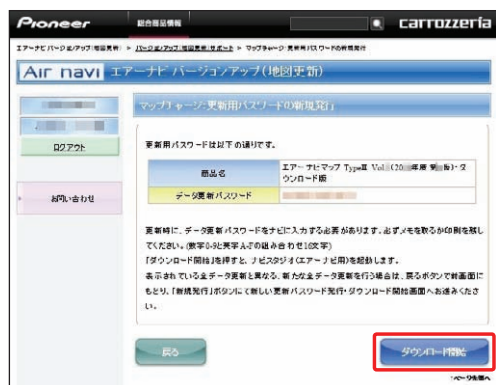 Pioneer
総合商品情報
carrozzeria
エアーナビ バージョンアップ(地図更新) > バージョンアップ(地図更新)サポート > マップチャージ:更新用パスワードの新規発行
Air navi エアーナビ バージョンアップ(地図更新)
マップチャージ:更新用パスワードの新規発行
ログアウト
お問い合わせ
更新用パスワードは以下の通りです。
商品名
エアーナビマップ TypeⅡ Vol. (20 年度 第 版)・ダ
ウンロード版
データ更新パスワード
更新時に、データ更新パスワードをナビに入力する必要があります。必ずメモを取るか印刷を残し
てください。(数字0-9と英字A-Fの組み合わせ16文字)
「ダウンロード開始」を押すと、ナビスタジオ(エアーナビ用)を起動します。
表示されている全データ更新と異なる、新たな全データ更新を行う場合は、戻るボタンで前画面に
もどり、「新規発行」ボタンにて新しい更新パスワード発行・ダウンロード開始画面へお進みくださ
い。
戻る
ダウンロード開始
ページ先頭へ